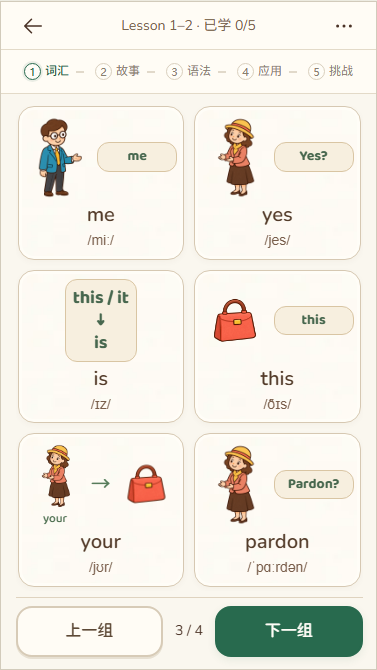 Lesson 1–2 · 已学 0/5
1 词汇 – 2 故事 – 3 语法 – 4 应用 – 5 挑战
me
me
/miː/
Yes?
yes
/jes/
this / it
↓
is
is
/ɪz/
this
this
/ðɪs/
your
→
your
/jʊr/
Pardon?
pardon
/ˈpɑːrdən/
上一组
3 / 4
下一组